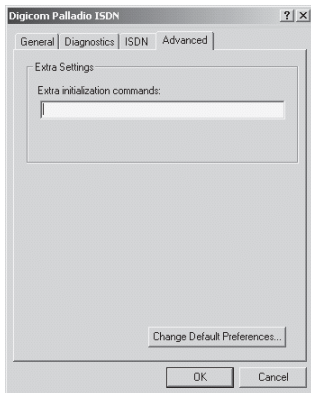 Digicom Palladio ISDN
General Diagnostics ISDN Advanced
Extra Settings
Extra initialization commands:
Change Default Preferences...
OK Cancel